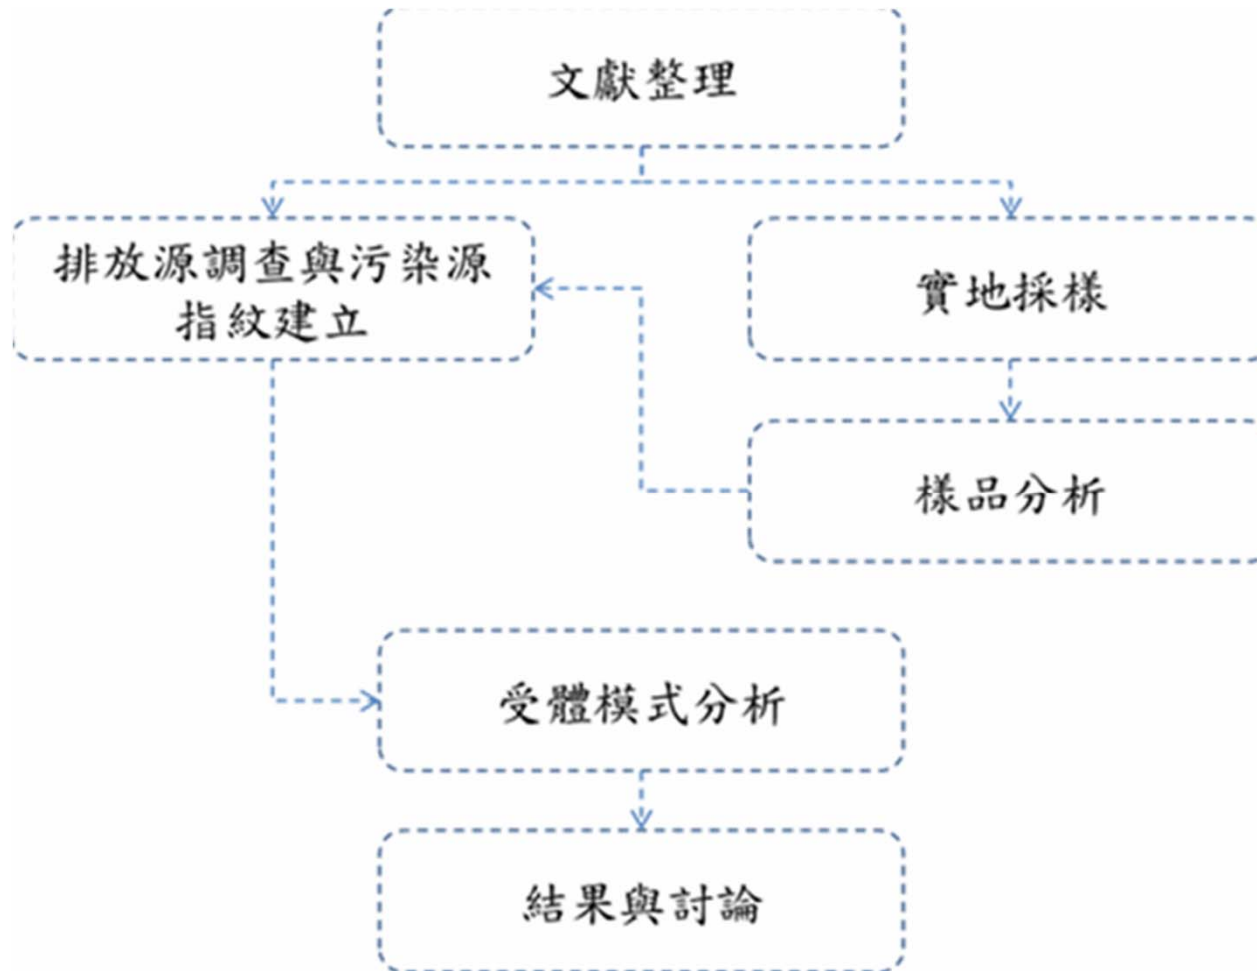 文獻整理
排放源調查與污染源
指紋建立
實地採樣
樣品分析
受體模式分析
結果與討論